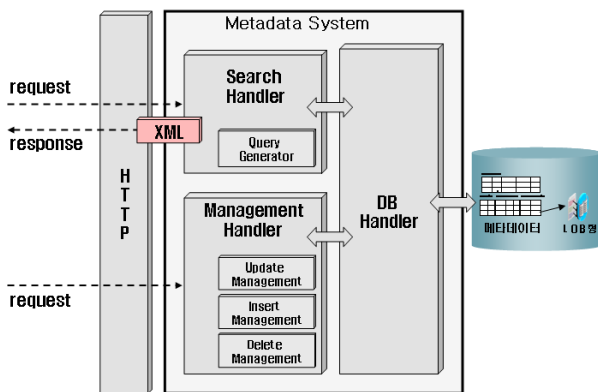 Metadata System
request
Search
Handler
XML
response
Query
Generator
HTTP
DB
Handler
Management
Handler
메타데이터
LOB형
Update
Management
request
Insert
Management
Delete
Management